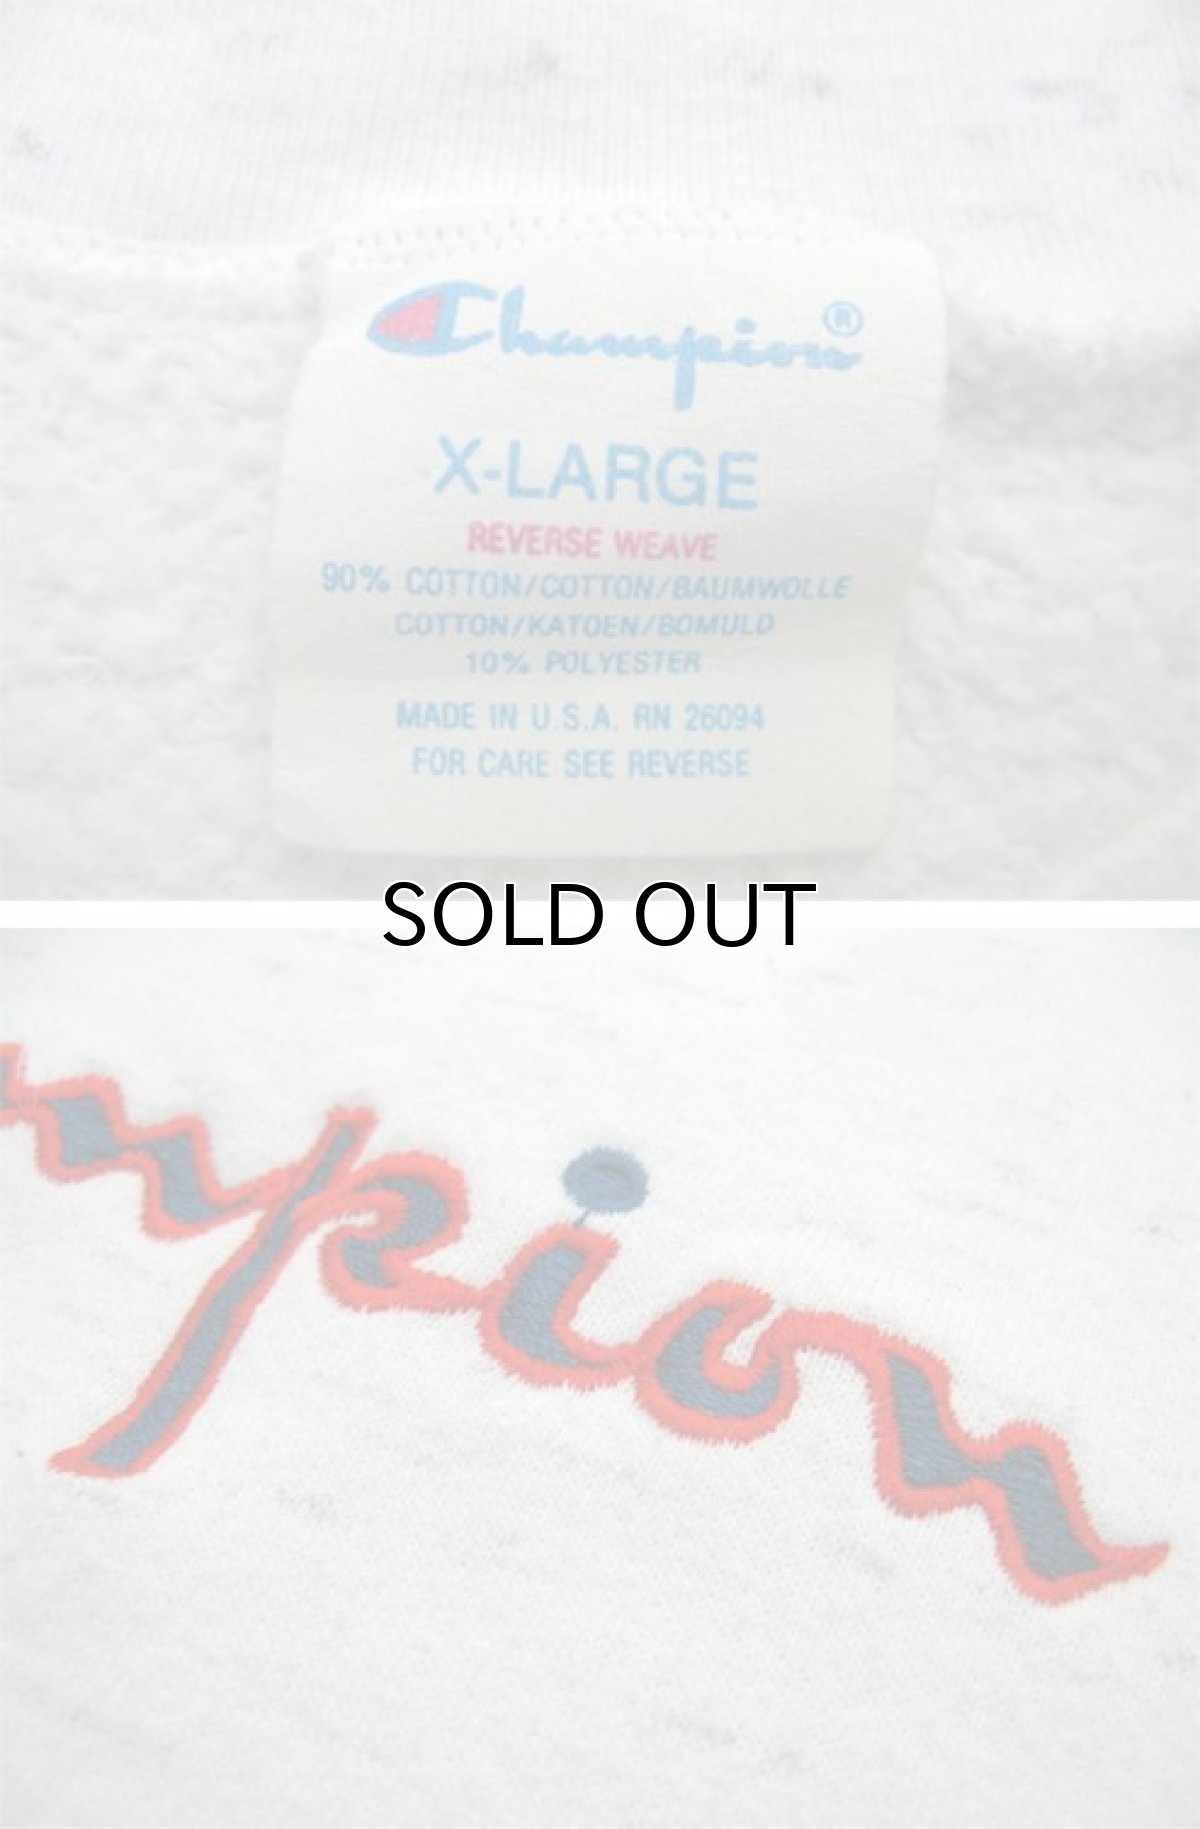 Champion®
X-LARGE
REVERSE WEAVE
90% COTTON/COTTON/BAUMWOLLE
COTTON/KATOEN/BOMULD
10% POLYESTER
MADE IN U.S.A. RN 26094
FOR CARE SEE REVERSE
SOLD OUT
mpion